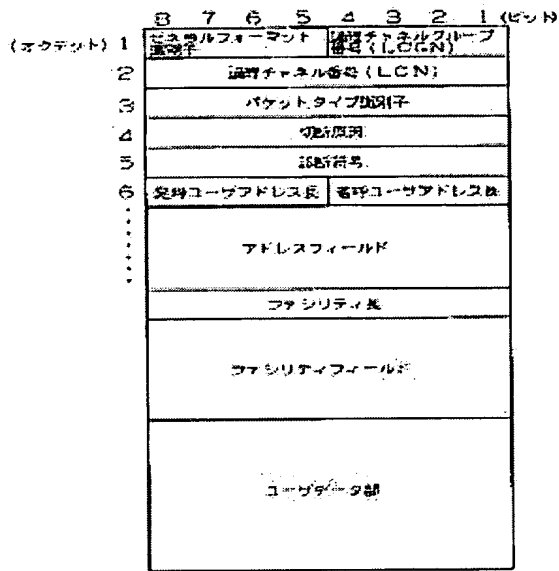 8 7 6 5 4 3 2 1 (ビット)
(オクテット) 1 ゼネラルフォーマット 識別子 論理チャネルグループ 番号 (LCGN)
2 論理チャネル番号 (LCN)
3 パケットタイプ識別子
4 切断原因
5 診断符号
6 発呼ユーザアドレス長 着呼ユーザアドレス長
アドレスフィールド
ファシリティ長
ファシリティフィールド
ユーザデータ部